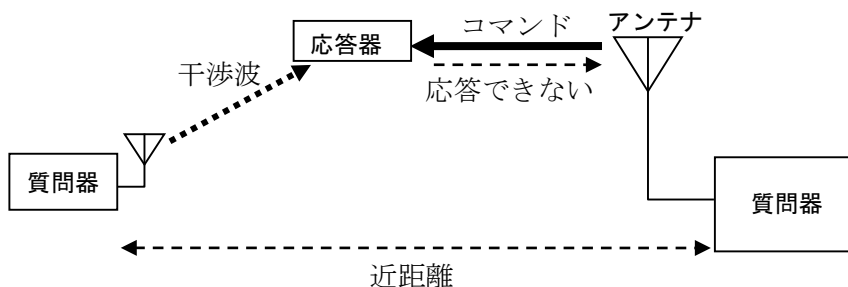 コマンド
アンテナ
応答器
干渉波
応答できない
質問器
質問器
近距離